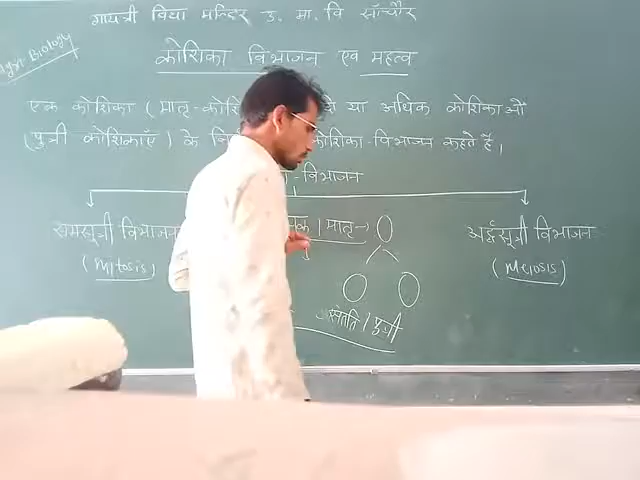 गायत्री विद्या मन्दिर उ. मा. वि साँचौर
Biology
कोशिका विभाजन एवं महत्व
एक कोशिका (मातृ-कोशि या अधिक कोशिकाओं
(पुत्री कोशिकाएँ) के कोशिका-विभाजन कहते हैं।
-विभाजन
समसूत्री विभाजन
(Mitosis)
मातृ→
संतति / पुत्री
अर्द्धसूत्री विभाजन
(Meiosis)